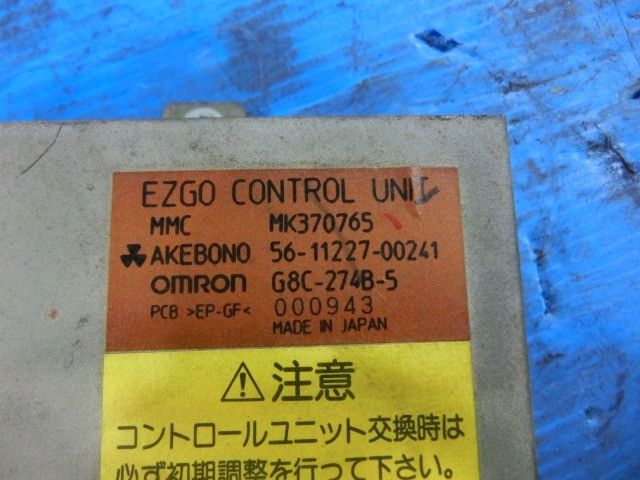 EZGO CONTROL UNIT
MMC MK370765
AKEBONO 56-11227-00241
OMRON G8C-274B-5
PCB >EP-GF< 000943
MADE IN JAPAN
注意
コントロールユニット交換時は
必ず初期調整を行って下さい。